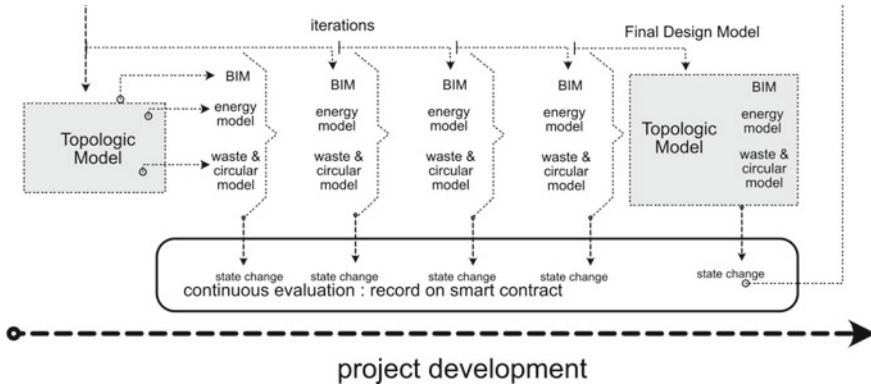 iterations
Final Design Model
Topologic
Model
BIM
energy
model
waste &
circular
model
BIM
energy
model
waste &
circular
model
BIM
energy
model
waste &
circular
model
BIM
energy
model
waste &
circular
model
Topologic
Model
BIM
energy
model
waste &
circular
model
state change
state change
state change
state change
state change
continuous evaluation : record on smart contract
project development